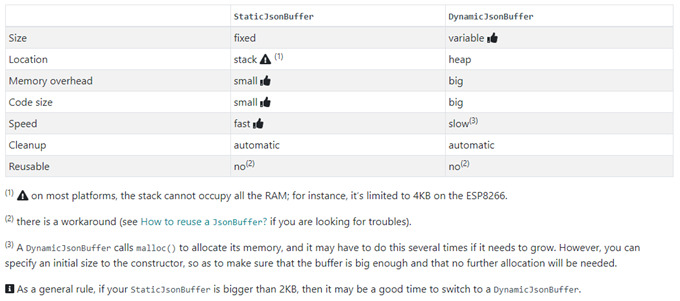 StaticJsonBuffer DynamicJsonBuffer
Size fixed variable
Location stack (1) heap
Memory overhead small big
Code size small big
Speed fast slow(3)
Cleanup automatic automatic
Reusable no(2) no(2)
(1) on most platforms, the stack cannot occupy all the RAM; for instance, it's limited to 4KB on the ESP8266.
(2) there is a workaround (see How to reuse a JsonBuffer? if you are looking for troubles).
(3) A DynamicJsonBuffer calls malloc() to allocate its memory, and it may have to do this several times if it needs to grow. However, you can
specify an initial size to the constructor, so as to make sure that the buffer is big enough and that no further allocation will be needed.
As a general rule, if your StaticJsonBuffer is bigger than 2KB, then it may be a good time to switch to a DynamicJsonBuffer.